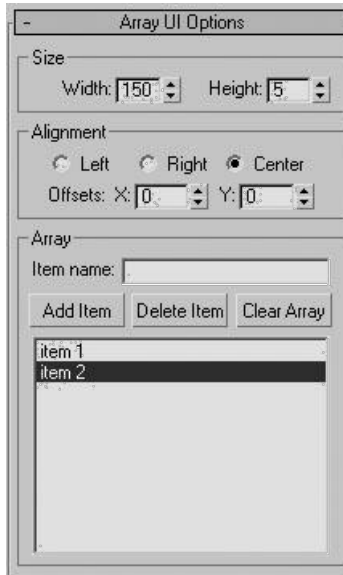 - Array UI Options
Size
Width: 150 Height: 5
Alignment
Left Right Center
Offsets: X: 0 Y: 0
Array
Item name:
Add Item Delete Item Clear Array
item 1
item 2